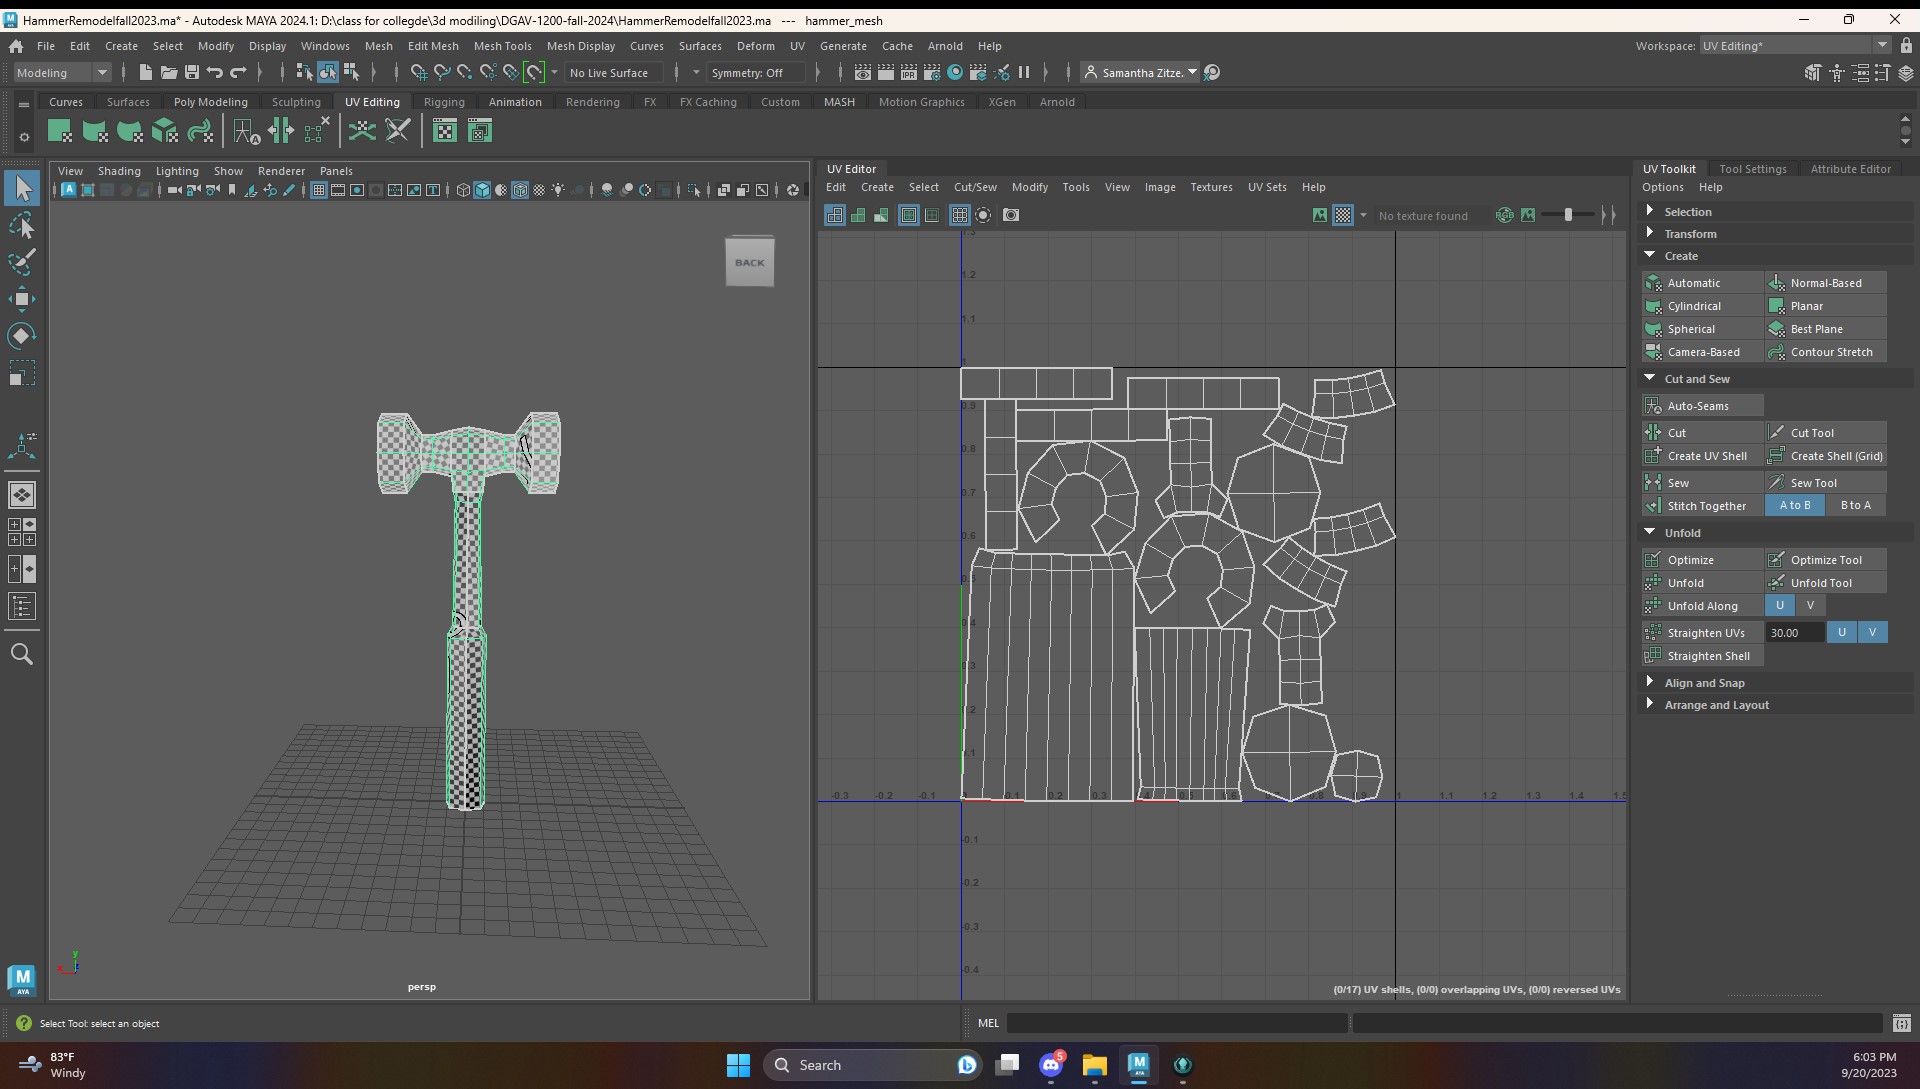 HammerRemodelfall2023.ma* - Autodesk MAYA 2024.1: D:\class for collegde\3d modiling\DGAV-1200-fall-2024\HammerRemodelfall2023.ma   ---   hammer_mesh
File Edit Create Select Modify Display Windows Mesh Edit Mesh Mesh Tools Mesh Display Curves Surfaces Deform UV Generate Cache Arnold Help Workspace: UV Editing*
Modeling No Live Surface Symmetry: Off IPR Samantha Zitze.
Curves Surfaces Poly Modeling Sculpting UV Editing Rigging Animation Rendering FX FX Caching Custom MASH Motion Graphics XGen Arnold
View Shading Lighting Show Renderer Panels
BACK
y
persp
UV Editor
Edit Create Select Cut/Sew Modify Tools View Image Textures UV Sets Help
No texture found RGB
1.3
1.2
1.1
1
0.9
0.8
0.7
0.6
0.5
0.4
0.3
0.2
0.1
-0.3 -0.2 -0.1 0 0.1 0.2 0.3 0.4 0.5 0.6 0.7 0.8 0.9 1 1.1 1.2 1.3 1.4 1.5
-0.1
-0.2
-0.3
-0.4
(0/17) UV shells, (0/0) overlapping UVs, (0/0) reversed UVs
UV Toolkit Tool Settings Attribute Editor
Options Help
Selection
Transform
Create
Automatic Normal-Based
Cylindrical Planar
Spherical Best Plane
Camera-Based Contour Stretch
Cut and Sew
Auto-Seams
Cut Cut Tool
Create UV Shell Create Shell (Grid)
Sew Sew Tool
Stitch Together A to B B to A
Unfold
Optimize Optimize Tool
Unfold Unfold Tool
Unfold Along U V
Straighten UVs 30.00 U V
Straighten Shell
Align and Snap
Arrange and Layout
M
AYA
Select Tool: select an object
MEL
83°F
Windy
Search
5
M
AYA
6:03 PM
9/20/2023